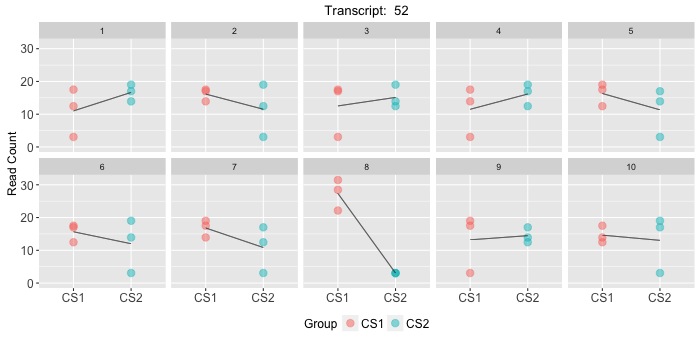 Transcript: 52
1 2 3 4 5
30
20
10
0
6 7 8 9 10
30
20
10
0
Read Count
CS1 CS2 CS1 CS2 CS1 CS2 CS1 CS2 CS1 CS2
Group CS1 CS2